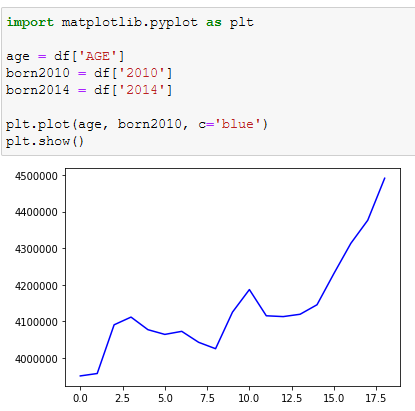 import matplotlib.pyplot as plt
age = df['AGE']
born2010 = df['2010']
born2014 = df['2014']
plt.plot(age, born2010, c='blue')
plt.show()
4500000
4400000
4300000
4200000
4100000
4000000
0.0 2.5 5.0 7.5 10.0 12.5 15.0 17.5